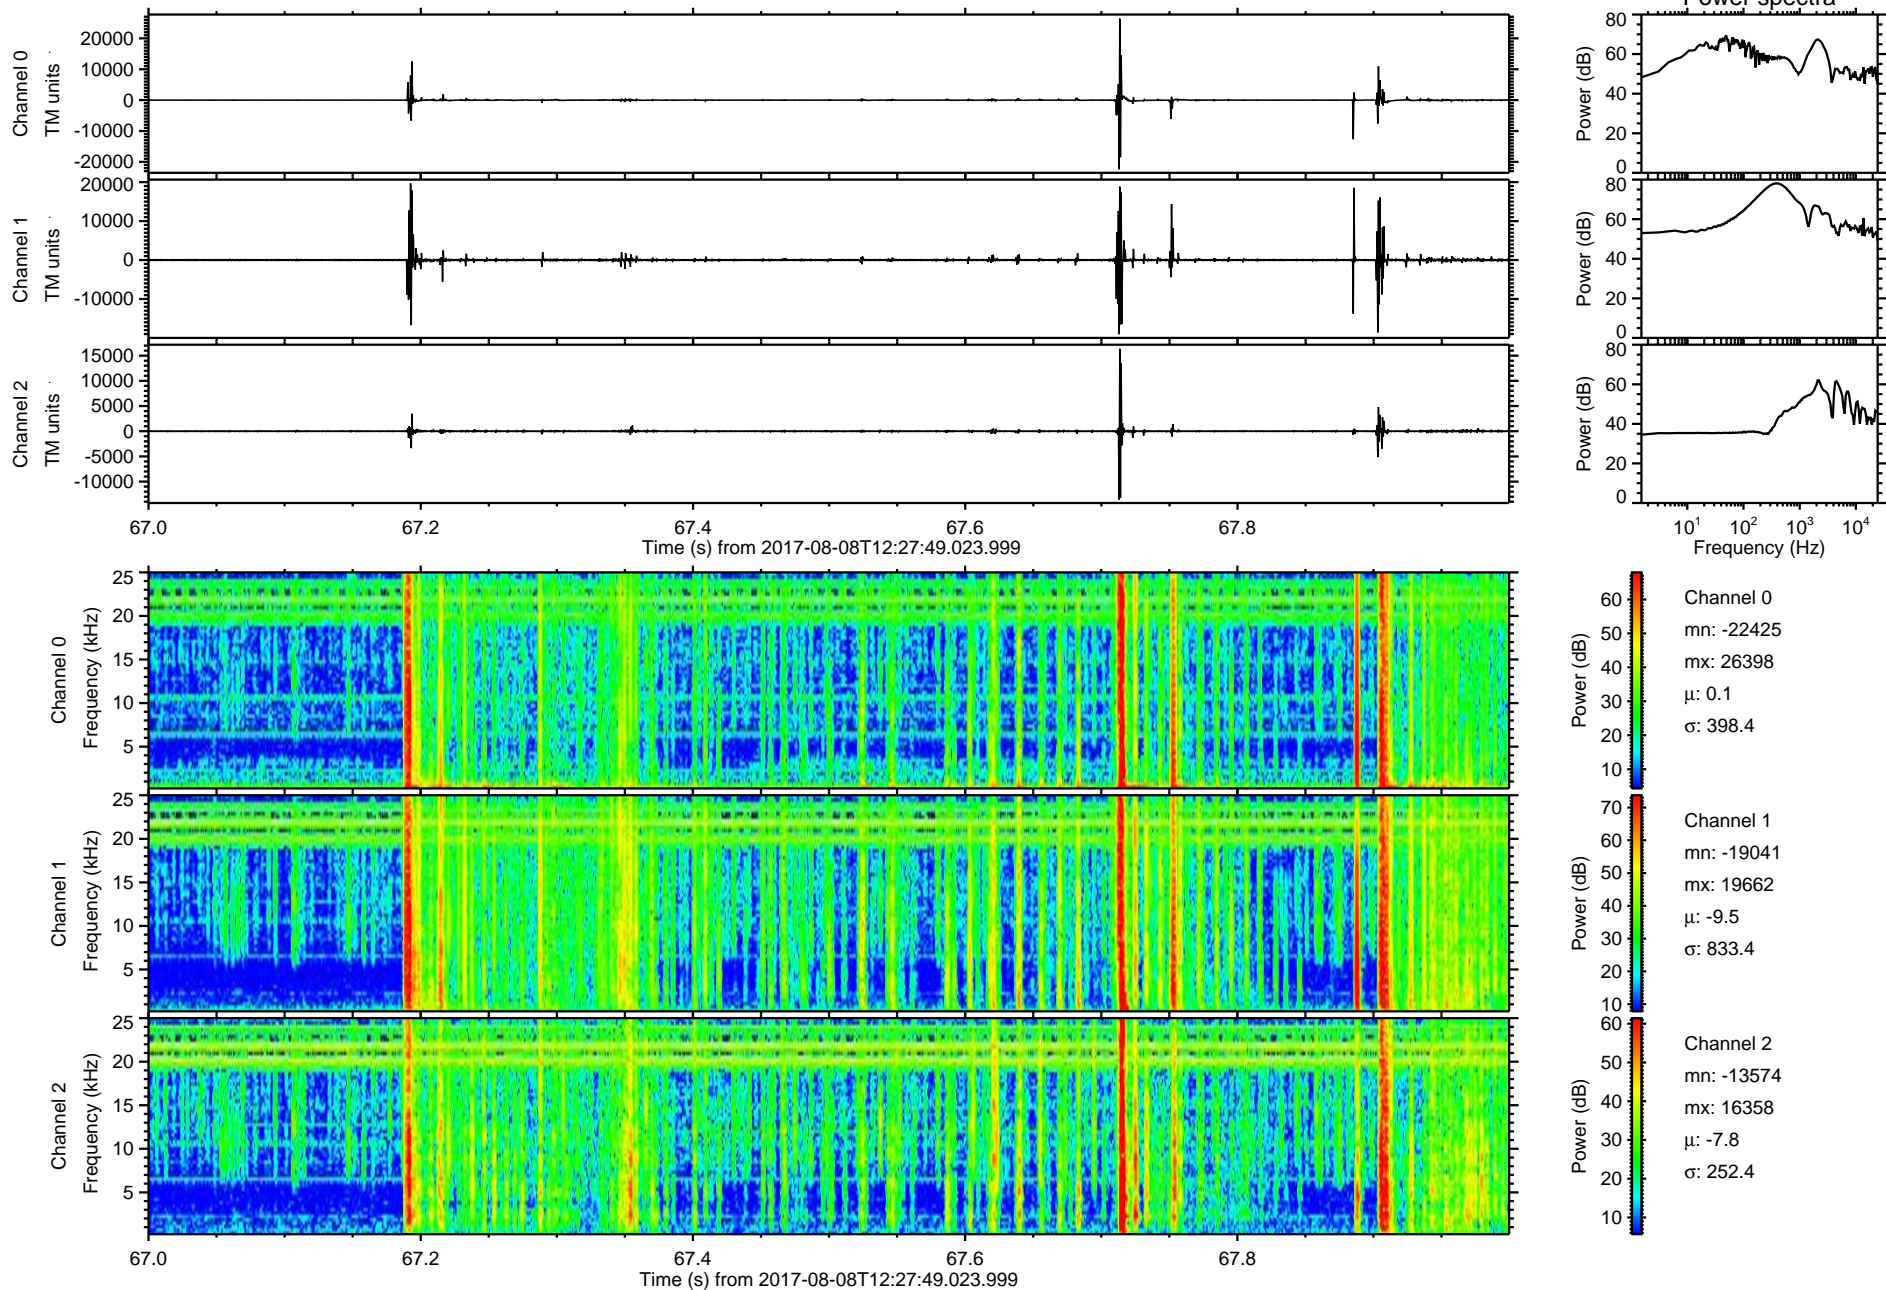 Power spectra
Channel 0
TM units
20000
10000
0
-10000
-20000
Power (dB)
80
60
40
20
0
Channel 1
TM units
20000
10000
0
-10000
Power (dB)
80
60
40
20
0
Channel 2
TM units
15000
10000
5000
0
-5000
-10000
Power (dB)
80
60
40
20
0
67.0 67.2 67.4 67.6 67.8
Time (s) from 2017-08-08T12:27:49.023.999
10¹ 10² 10³ 10⁴
Frequency (Hz)
Channel 0
Frequency (kHz)
25
20
15
10
5
Power (dB)
60
50
40
30
20
10
Channel 0
mn: -22425
mx: 26398
μ: 0.1
σ: 398.4
Channel 1
Frequency (kHz)
25
20
15
10
5
Power (dB)
70
60
50
40
30
20
10
Channel 1
mn: -19041
mx: 19662
μ: -9.5
σ: 833.4
Channel 2
Frequency (kHz)
25
20
15
10
5
Power (dB)
60
50
40
30
20
10
Channel 2
mn: -13574
mx: 16358
μ: -7.8
σ: 252.4
67.0 67.2 67.4 67.6 67.8
Time (s) from 2017-08-08T12:27:49.023.999